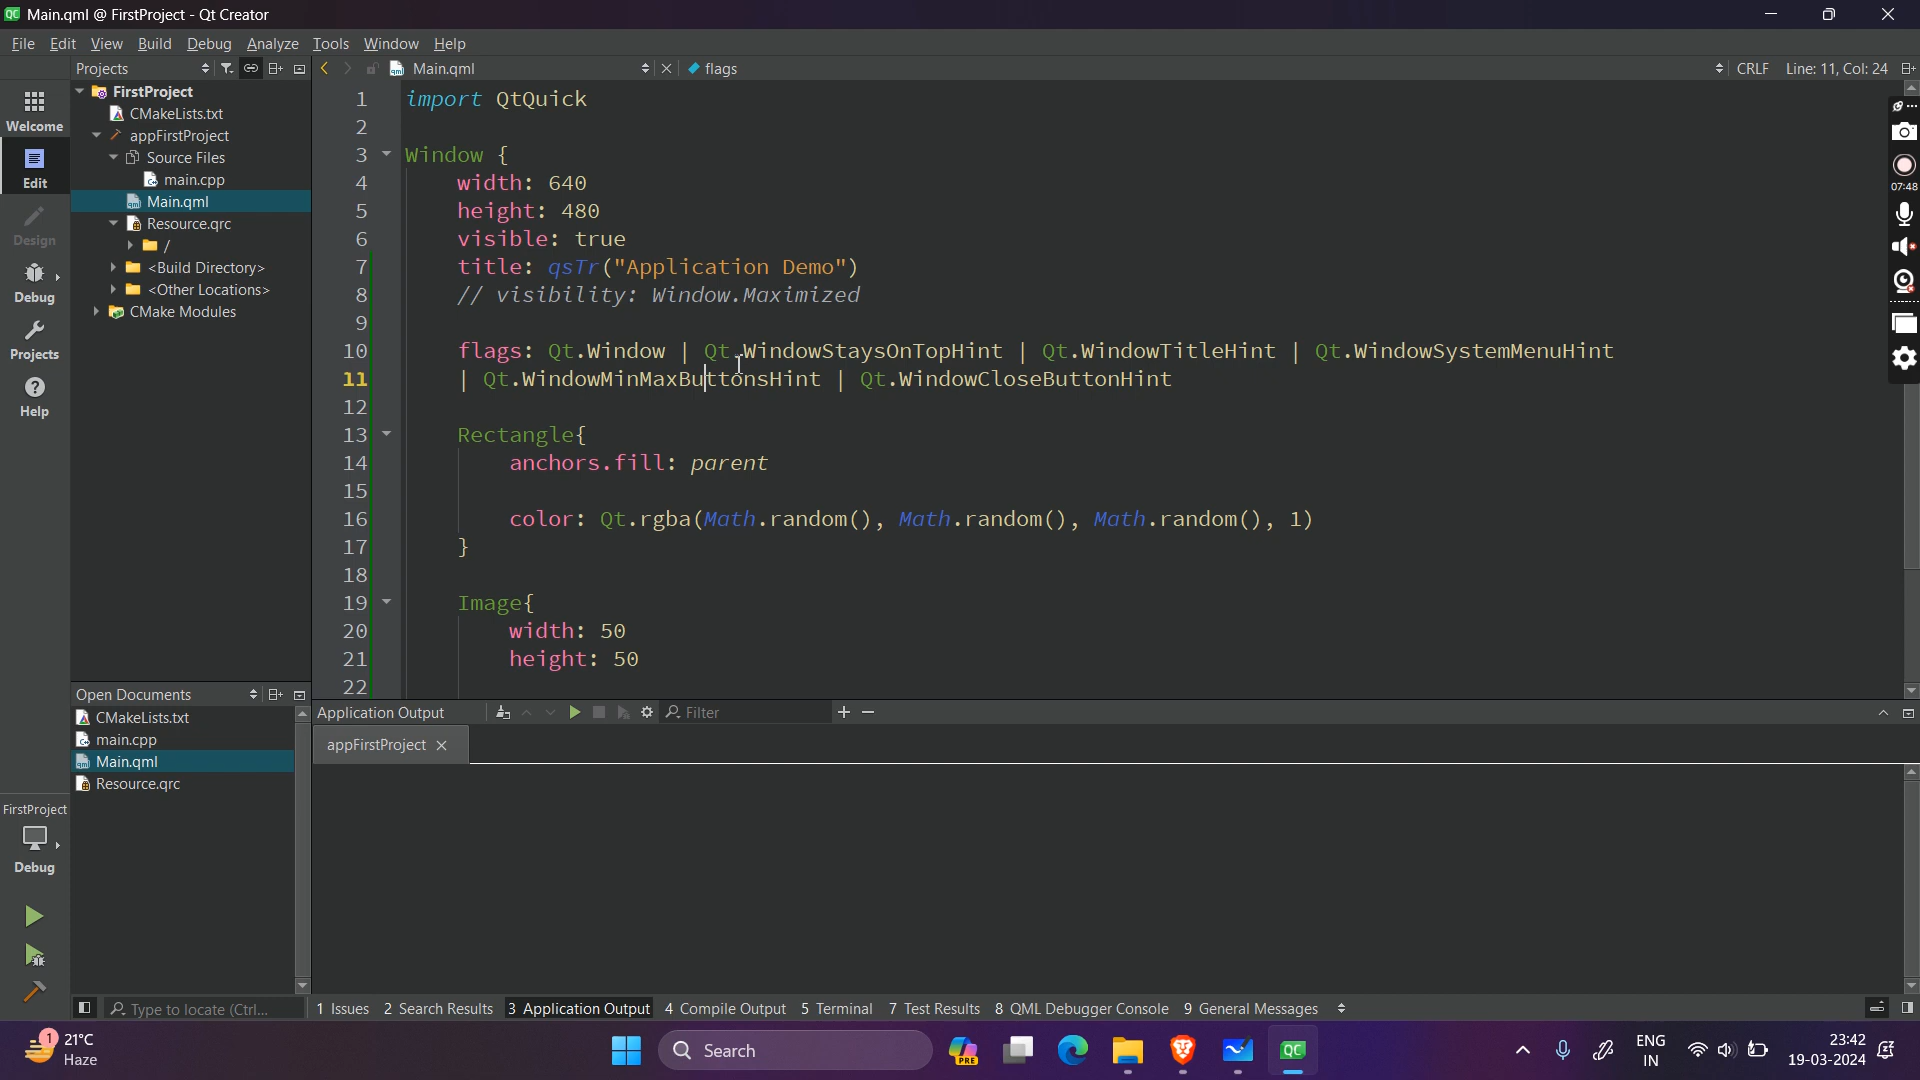 Main.qml @ FirstProject - Qt Creator
File Edit View Build Debug Analyze Tools Window Help
Projects
Main.qml
flags
CRLF
Line: 11, Col: 24
Welcome
Edit
Design
Debug
Projects
Help
FirstProject
CMakeLists.txt
appFirstProject
Source Files
main.cpp
Main.qml
Resource.qrc
/
<Build Directory>
<Other Locations>
CMake Modules
1 import QtQuick
2
3 Window {
4 width: 640
5 height: 480
6 visible: true
7 title: qsTr("Application Demo")
8 // visibility: Window.Maximized
9
10 flags: Qt.Window | Qt.WindowStaysOnTopHint | Qt.WindowTitleHint | Qt.WindowSystemMenuHint
11 | Qt.WindowMinMaxButtonsHint | Qt.WindowCloseButtonHint
12
13 Rectangle{
14 anchors.fill: parent
15
16 color: Qt.rgba(Math.random(), Math.random(), Math.random(), 1)
17 }
18
19 Image{
20 width: 50
21 height: 50
22
07:48
Open Documents
CMakeLists.txt
main.cpp
Main.qml
Resource.qrc
Application Output
Filter
appFirstProject
FirstProject
Debug
Type to locate (Ctrl...
1 Issues 2 Search Results 3 Application Output 4 Compile Output 5 Terminal 7 Test Results 8 QML Debugger Console 9 General Messages
1
21°C
Haze
Search
PRE
QC
ENG
IN
23:42
19-03-2024